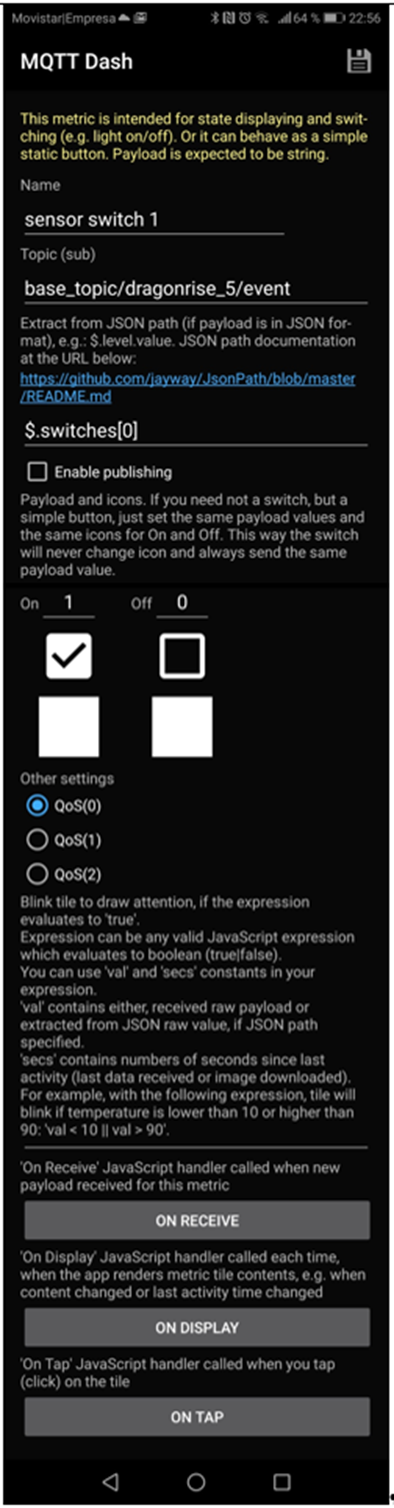 Movistar|Empresa 64 % 22:56
MQTT Dash
This metric is intended for state displaying and swit-
ching (e.g. light on/off). Or it can behave as a simple
static button. Payload is expected to be string.
Name
sensor switch 1
Topic (sub)
base_topic/dragonrise_5/event
Extract from JSON path (if payload is in JSON for-
mat), e.g.: $.level.value. JSON path documentation
at the URL below:
https://github.com/jayway/JsonPath/blob/master
/README.md
$.switches[0]
Enable publishing
Payload and icons. If you need not a switch, but a
simple button, just set the same payload values and
the same icons for On and Off. This way the switch
will never change icon and always send the same
payload value.
On 1 Off 0
Other settings
QoS(0)
QoS(1)
QoS(2)
Blink tile to draw attention, if the expression
evaluates to 'true'.
Expression can be any valid JavaScript expression
which evaluates to boolean (true|false).
You can use 'val' and 'secs' constants in your
expression.
'val' contains either, received raw payload or
extracted from JSON raw value, if JSON path
specified.
'secs' contains numbers of seconds since last
activity (last data received or image downloaded).
For example, with the following expression, tile will
blink if temperature is lower than 10 or higher than
90: 'val < 10 || val > 90'.
'On Receive' JavaScript handler called when new
payload received for this metric
ON RECEIVE
'On Display' JavaScript handler called each time,
when the app renders metric tile contents, e.g. when
content changed or last activity time changed
ON DISPLAY
'On Tap' JavaScript handler called when you tap
(click) on the tile
ON TAP